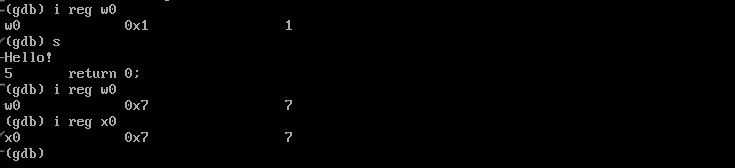 (gdb) i reg w0
w0 0x1 1
(gdb) s
Hello!
5 return 0;
(gdb) i reg w0
w0 0x7 7
(gdb) i reg x0
x0 0x7 7
(gdb)